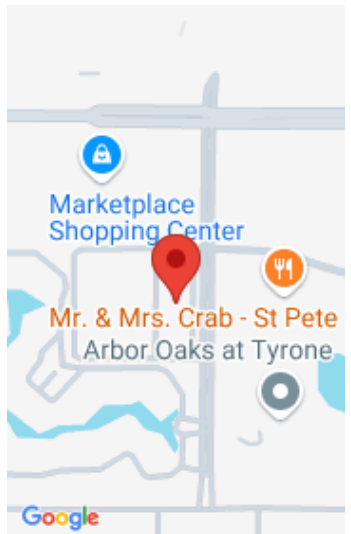 Marketplace
Shopping Center
Mr. & Mrs. Crab - St Pete
Arbor Oaks at Tyrone
Google